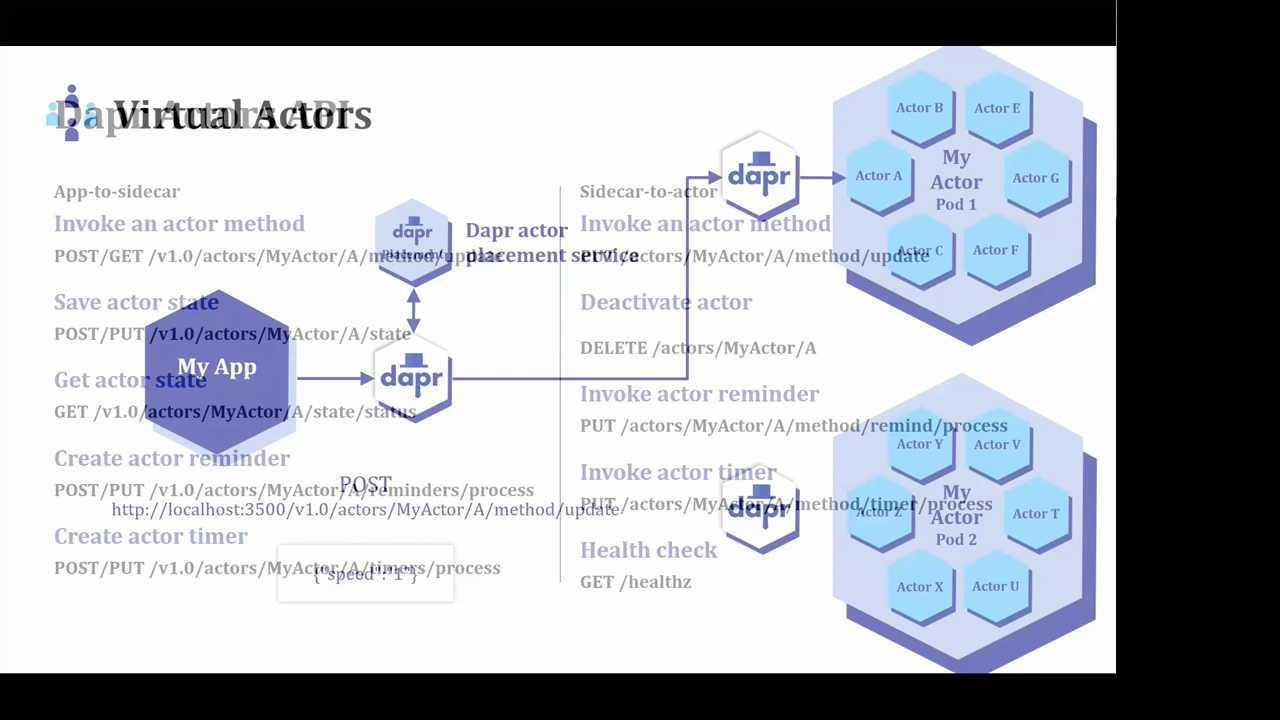 Dapr Actors API
Virtual Actors
App-to-sidecar
Invoke an actor method
POST/GET /v1.0/actors/MyActor/A/method/update
Save actor state
POST/PUT /v1.0/actors/MyActor/A/state
Get actor state
GET /v1.0/actors/MyActor/A/state/status
Create actor reminder
POST/PUT /v1.0/actors/MyActor/A/reminders/process
Create actor timer
POST/PUT /v1.0/actors/MyActor/A/timers/process
Sidecar-to-actor
Invoke an actor method
PUT /actors/MyActor/A/method/update
Deactivate actor
DELETE /actors/MyActor/A
Invoke actor reminder
PUT /actors/MyActor/A/method/remind/process
Invoke actor timer
PUT /actors/MyActor/A/method/timer/process
Health check
GET /healthz
My App
dapr
Placement
Dapr actor
placement service
dapr
POST
http://localhost:3500/v1.0/actors/MyActor/A/method/update
{"speed":"1"}
dapr
Actor B
Actor E
Actor A
My
Actor
Pod 1
Actor G
Actor C
Actor F
dapr
Actor Y
Actor V
Actor Z
My
Actor
Pod 2
Actor T
Actor X
Actor U